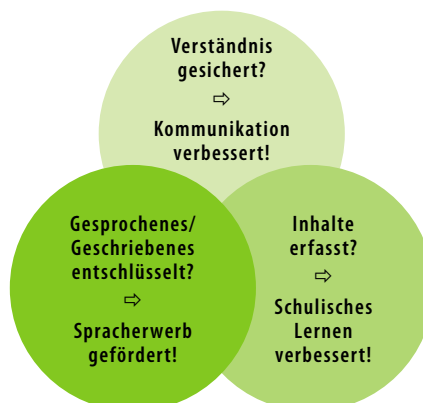 Verständnis
gesichert?
⇨
Kommunikation
verbessert!
Gesprochenes/
Geschriebenes
entschlüsselt?
⇨
Spracherwerb
gefördert!
Inhalte
erfasst?
⇨
Schulisches
Lernen
verbessert!